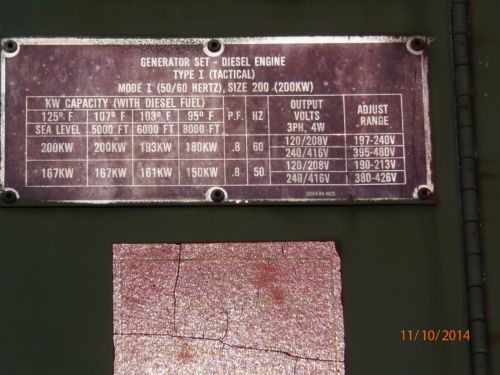 GENERATOR SET - DIESEL ENGINE
TYPE I (TACTICAL)
MODE I (50/60 HERTZ), SIZE 200 (200KW)
KW CAPACITY (WITH DIESEL FUEL) P.F. HZ OUTPUT VOLTS 3PH, 4W ADJUST RANGE
125° F 107° F 103° F 95° F
SEA LEVEL 5000 FT 6000 FT 8000 FT
200KW 200KW 193KW 180KW .8 60 120/208V 197-240V
240/416V 395-480V
167KW 167KW 161KW 150KW .8 50 120/208V 190-213V
240/416V 380-426V
11/10/2014